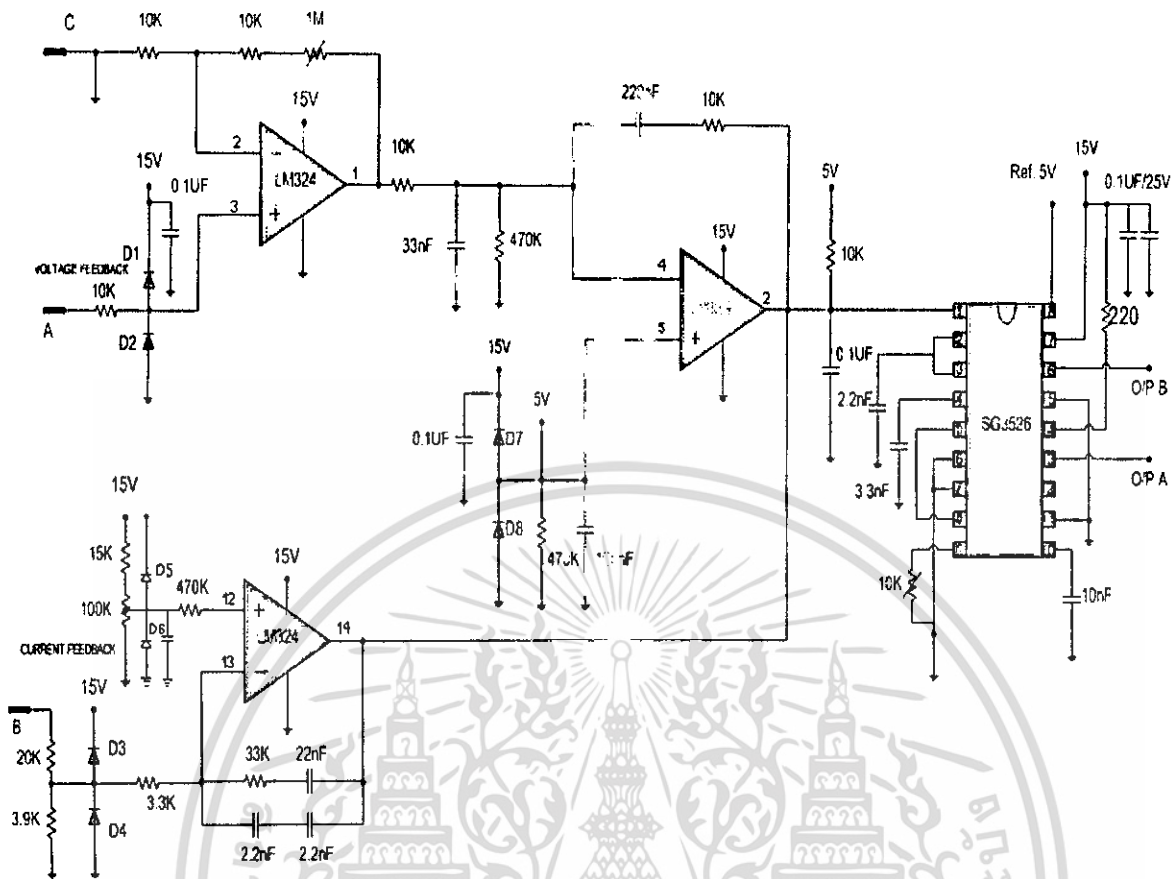 C
10K
10K
1M
15V
2
LM324
1
3
15V
0.1UF
D1
VOLTAGE FEEDBACK
10K
A
D2
10K
33nF
470K
10K
15V
4
5
2
5V
10K
0.1UF
Ref. 5V
15V
0.1UF/25V
220
O/P B
O/P A
SG3526
2.2nF
3.3nF
10K
10nF
15V
5V
0.1UF
D7
D8
15V
15K
100K
D5
D6
470K
15V
12
LM324
14
13
CURRENT FEEDBACK
B
15V
20K
D3
3.9K
D4
3.3K
33K
22nF
2.2nF
2.2nF